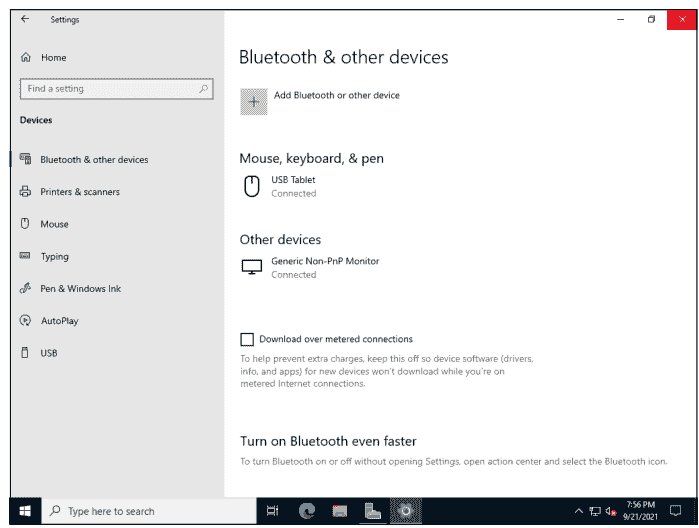 Settings
Home
Find a setting
Devices
Bluetooth & other devices
Printers & scanners
Mouse
Typing
Pen & Windows Ink
AutoPlay
USB
Bluetooth & other devices
Add Bluetooth or other device
Mouse, keyboard, & pen
USB Tablet
Connected
Other devices
Generic Non-PnP Monitor
Connected
Download over metered connections
To help prevent extra charges, keep this off so device software (drivers,
info, and apps) for new devices won't download while you're on
metered Internet connections.
Turn on Bluetooth even faster
To turn Bluetooth on or off without opening Settings, open action center and select the Bluetooth icon.
Type here to search
7:56 PM
9/21/2021